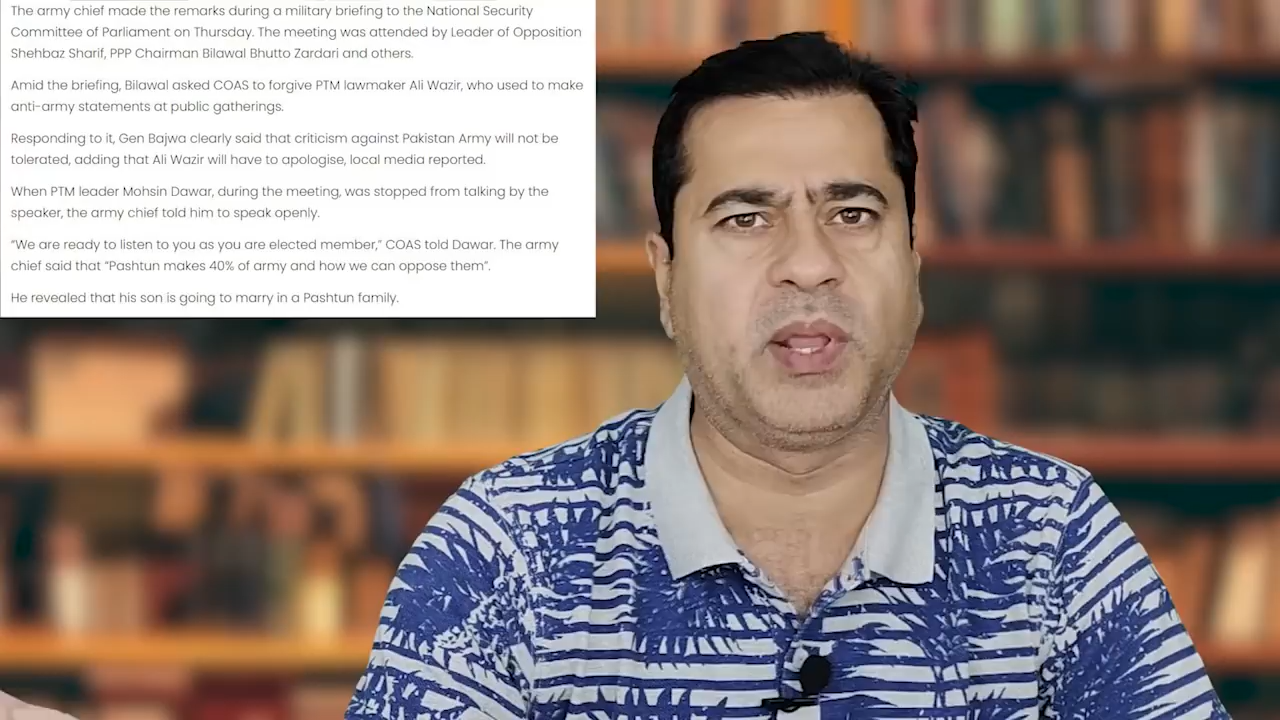 The army chief made the remarks during a military briefing to the National Security
Committee of Parliament on Thursday. The meeting was attended by Leader of Opposition
Shehbaz Sharif, PPP Chairman Bilawal Bhutto Zardari and others.
Amid the briefing, Bilawal asked COAS to forgive PTM lawmaker Ali Wazir, who used to make
anti-army statements at public gatherings.
Responding to it, Gen Bajwa clearly said that criticism against Pakistan Army will not be
tolerated, adding that Ali Wazir will have to apologise, local media reported.
When PTM leader Mohsin Dawar, during the meeting, was stopped from talking by the
speaker, the army chief told him to speak openly.
“We are ready to listen to you as you are elected member,” COAS told Dawar. The army
chief said that “Pashtun makes 40% of army and how we can oppose them”.
He revealed that his son is going to marry in a Pashtun family.